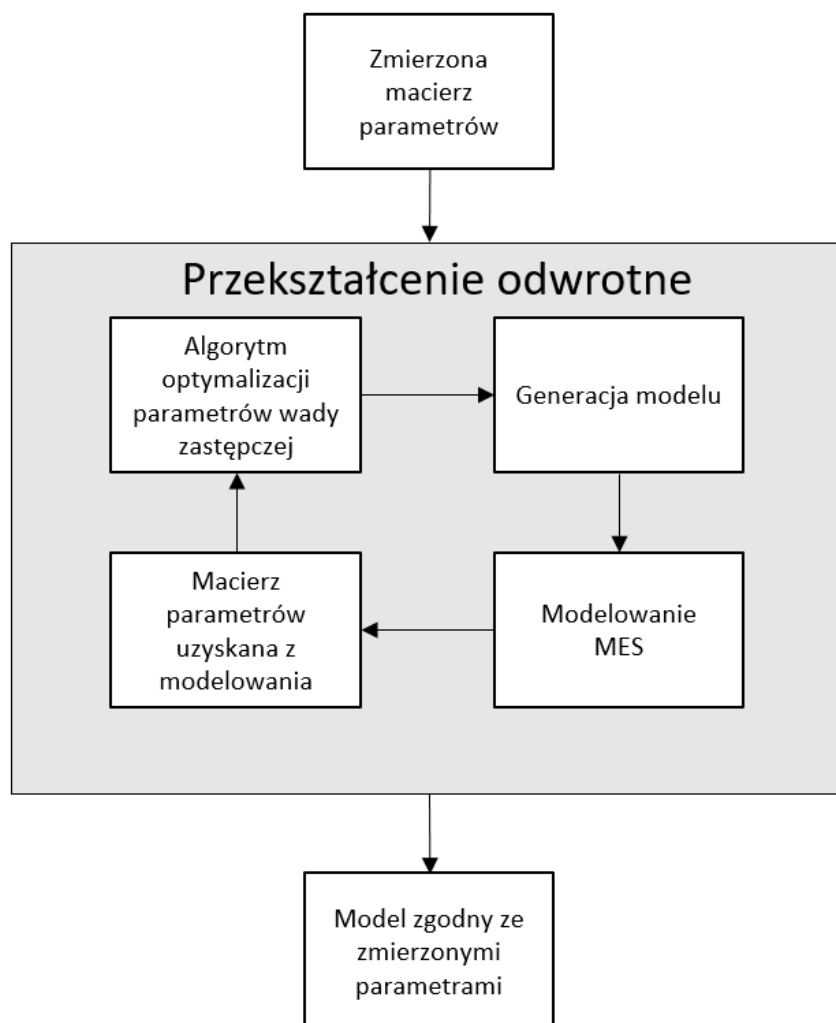 Zmierzona
macierz
parametrów
Przekształcenie odwrotne
Algorytm
optymalizacji
parametrów wady
zastępczej
Generacja modelu
Macierz
parametrów
uzyskana z
modelowania
Modelowanie
MES
Model zgodny ze
zmierzonymi
parametrami